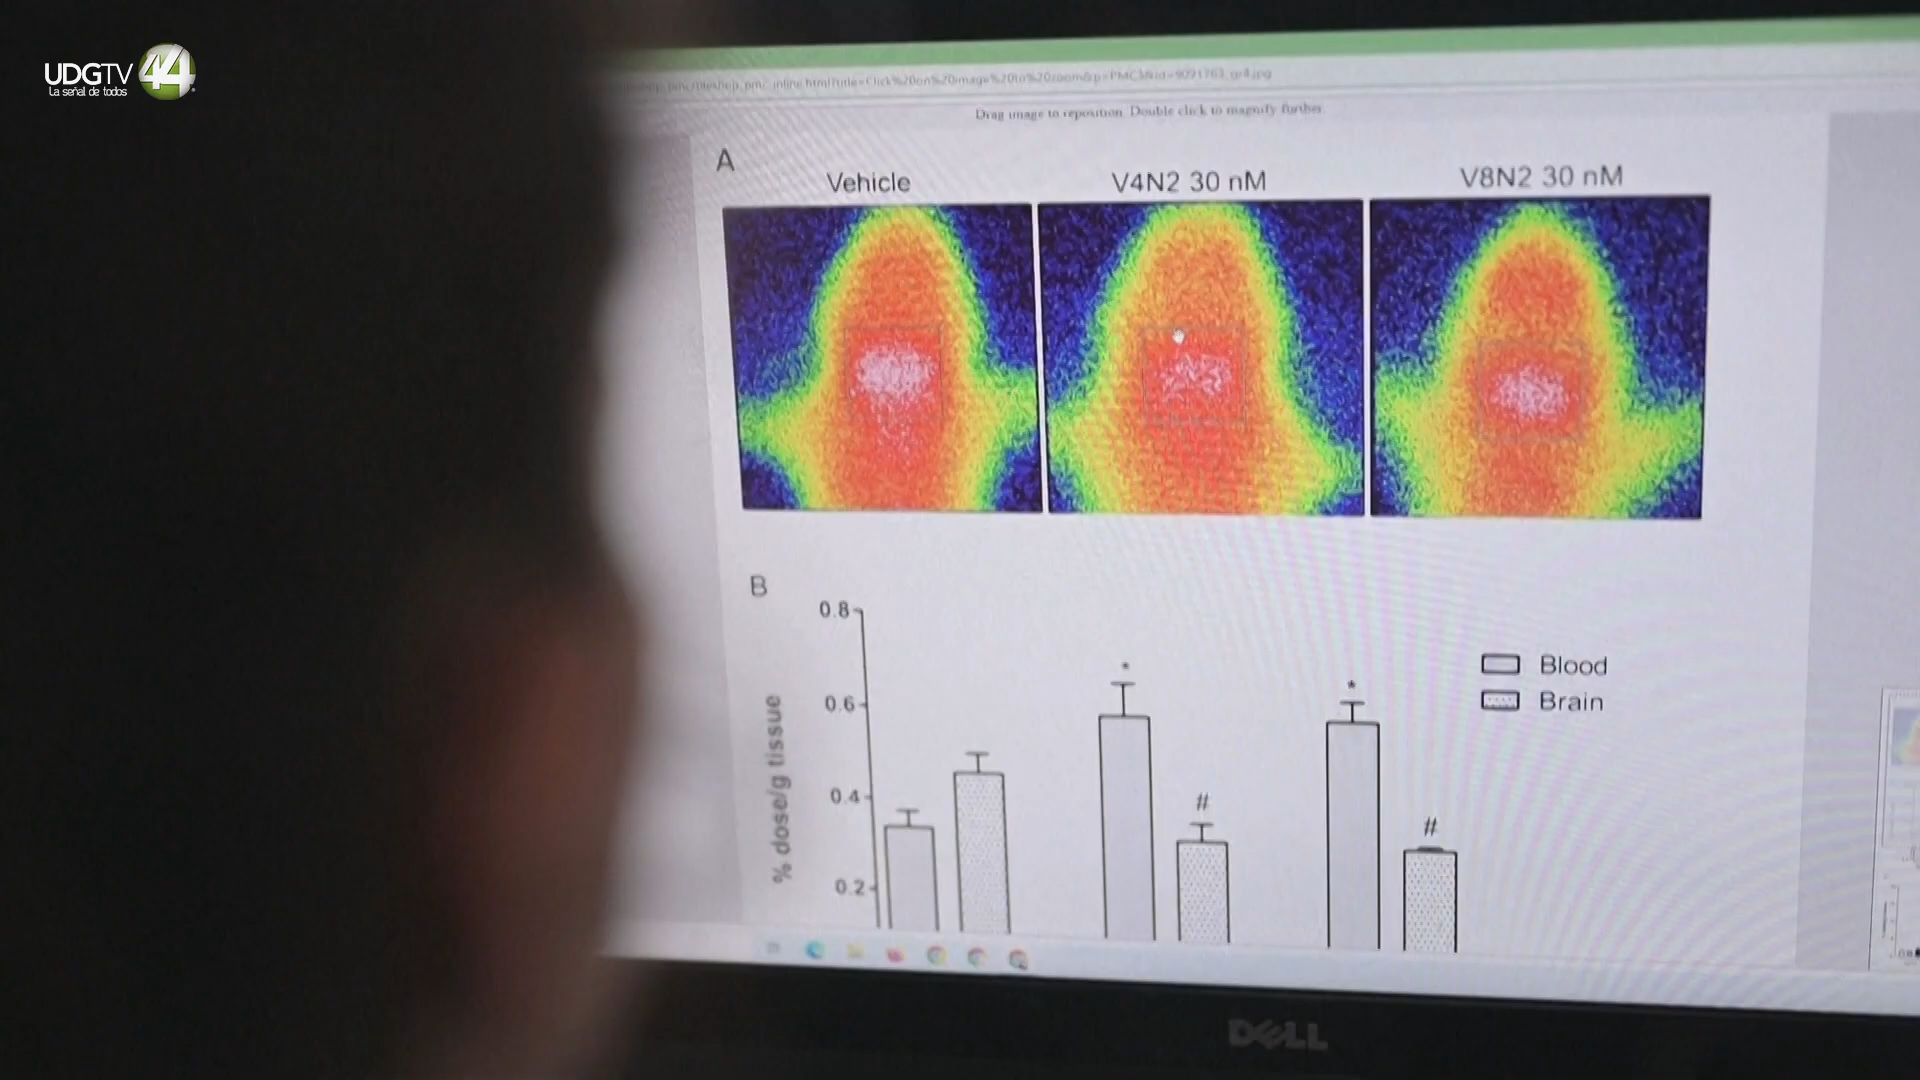 UDGTV 44
La señal de todos
Drag image to reposition. Double click to magnify further.
A
Vehicle
V4N2 30 nM
V8N2 30 nM
B
0.8
0.6
0.4
0.2
% dose/g tissue
*
#
*
#
Blood
Brain
DELL